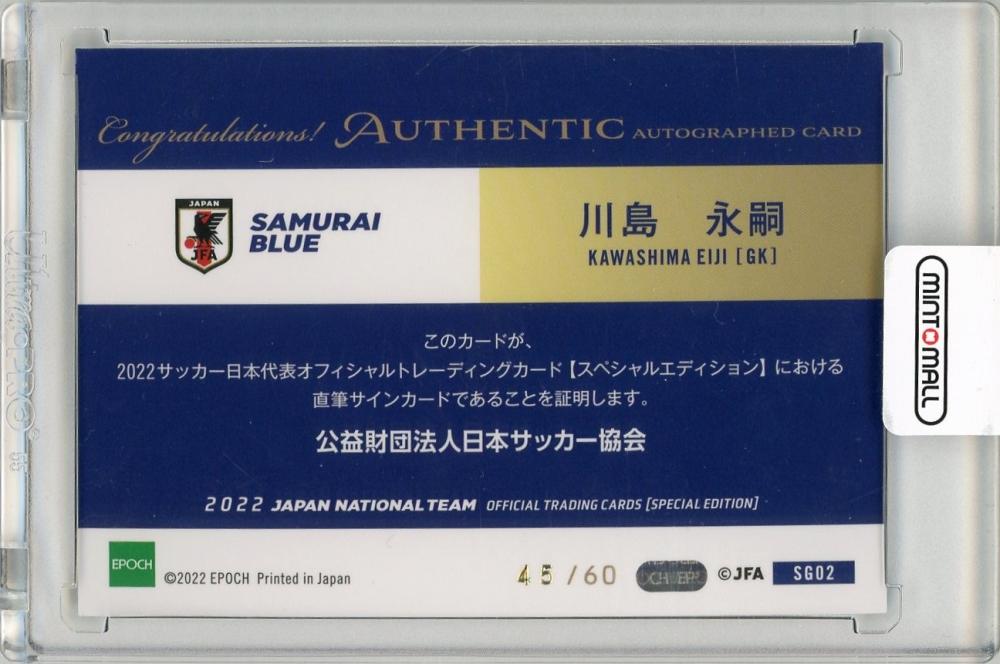 Congratulations! AUTHENTIC AUTOGRAPHED CARD
JAPAN
JFA
SAMURAI
BLUE
川島 永嗣
KAWASHIMA EIJI [GK]
このカードが、
2022サッカー日本代表オフィシャルトレーディングカード【スペシャルエディション】における
直筆サインカードであることを証明します。
公益財団法人日本サッカー協会
2022 JAPAN NATIONAL TEAM OFFICIAL TRADING CARDS [SPECIAL EDITION]
EPOCH
©2022 EPOCH Printed in Japan
45/60
©JFA
SG02
MINTOMALL